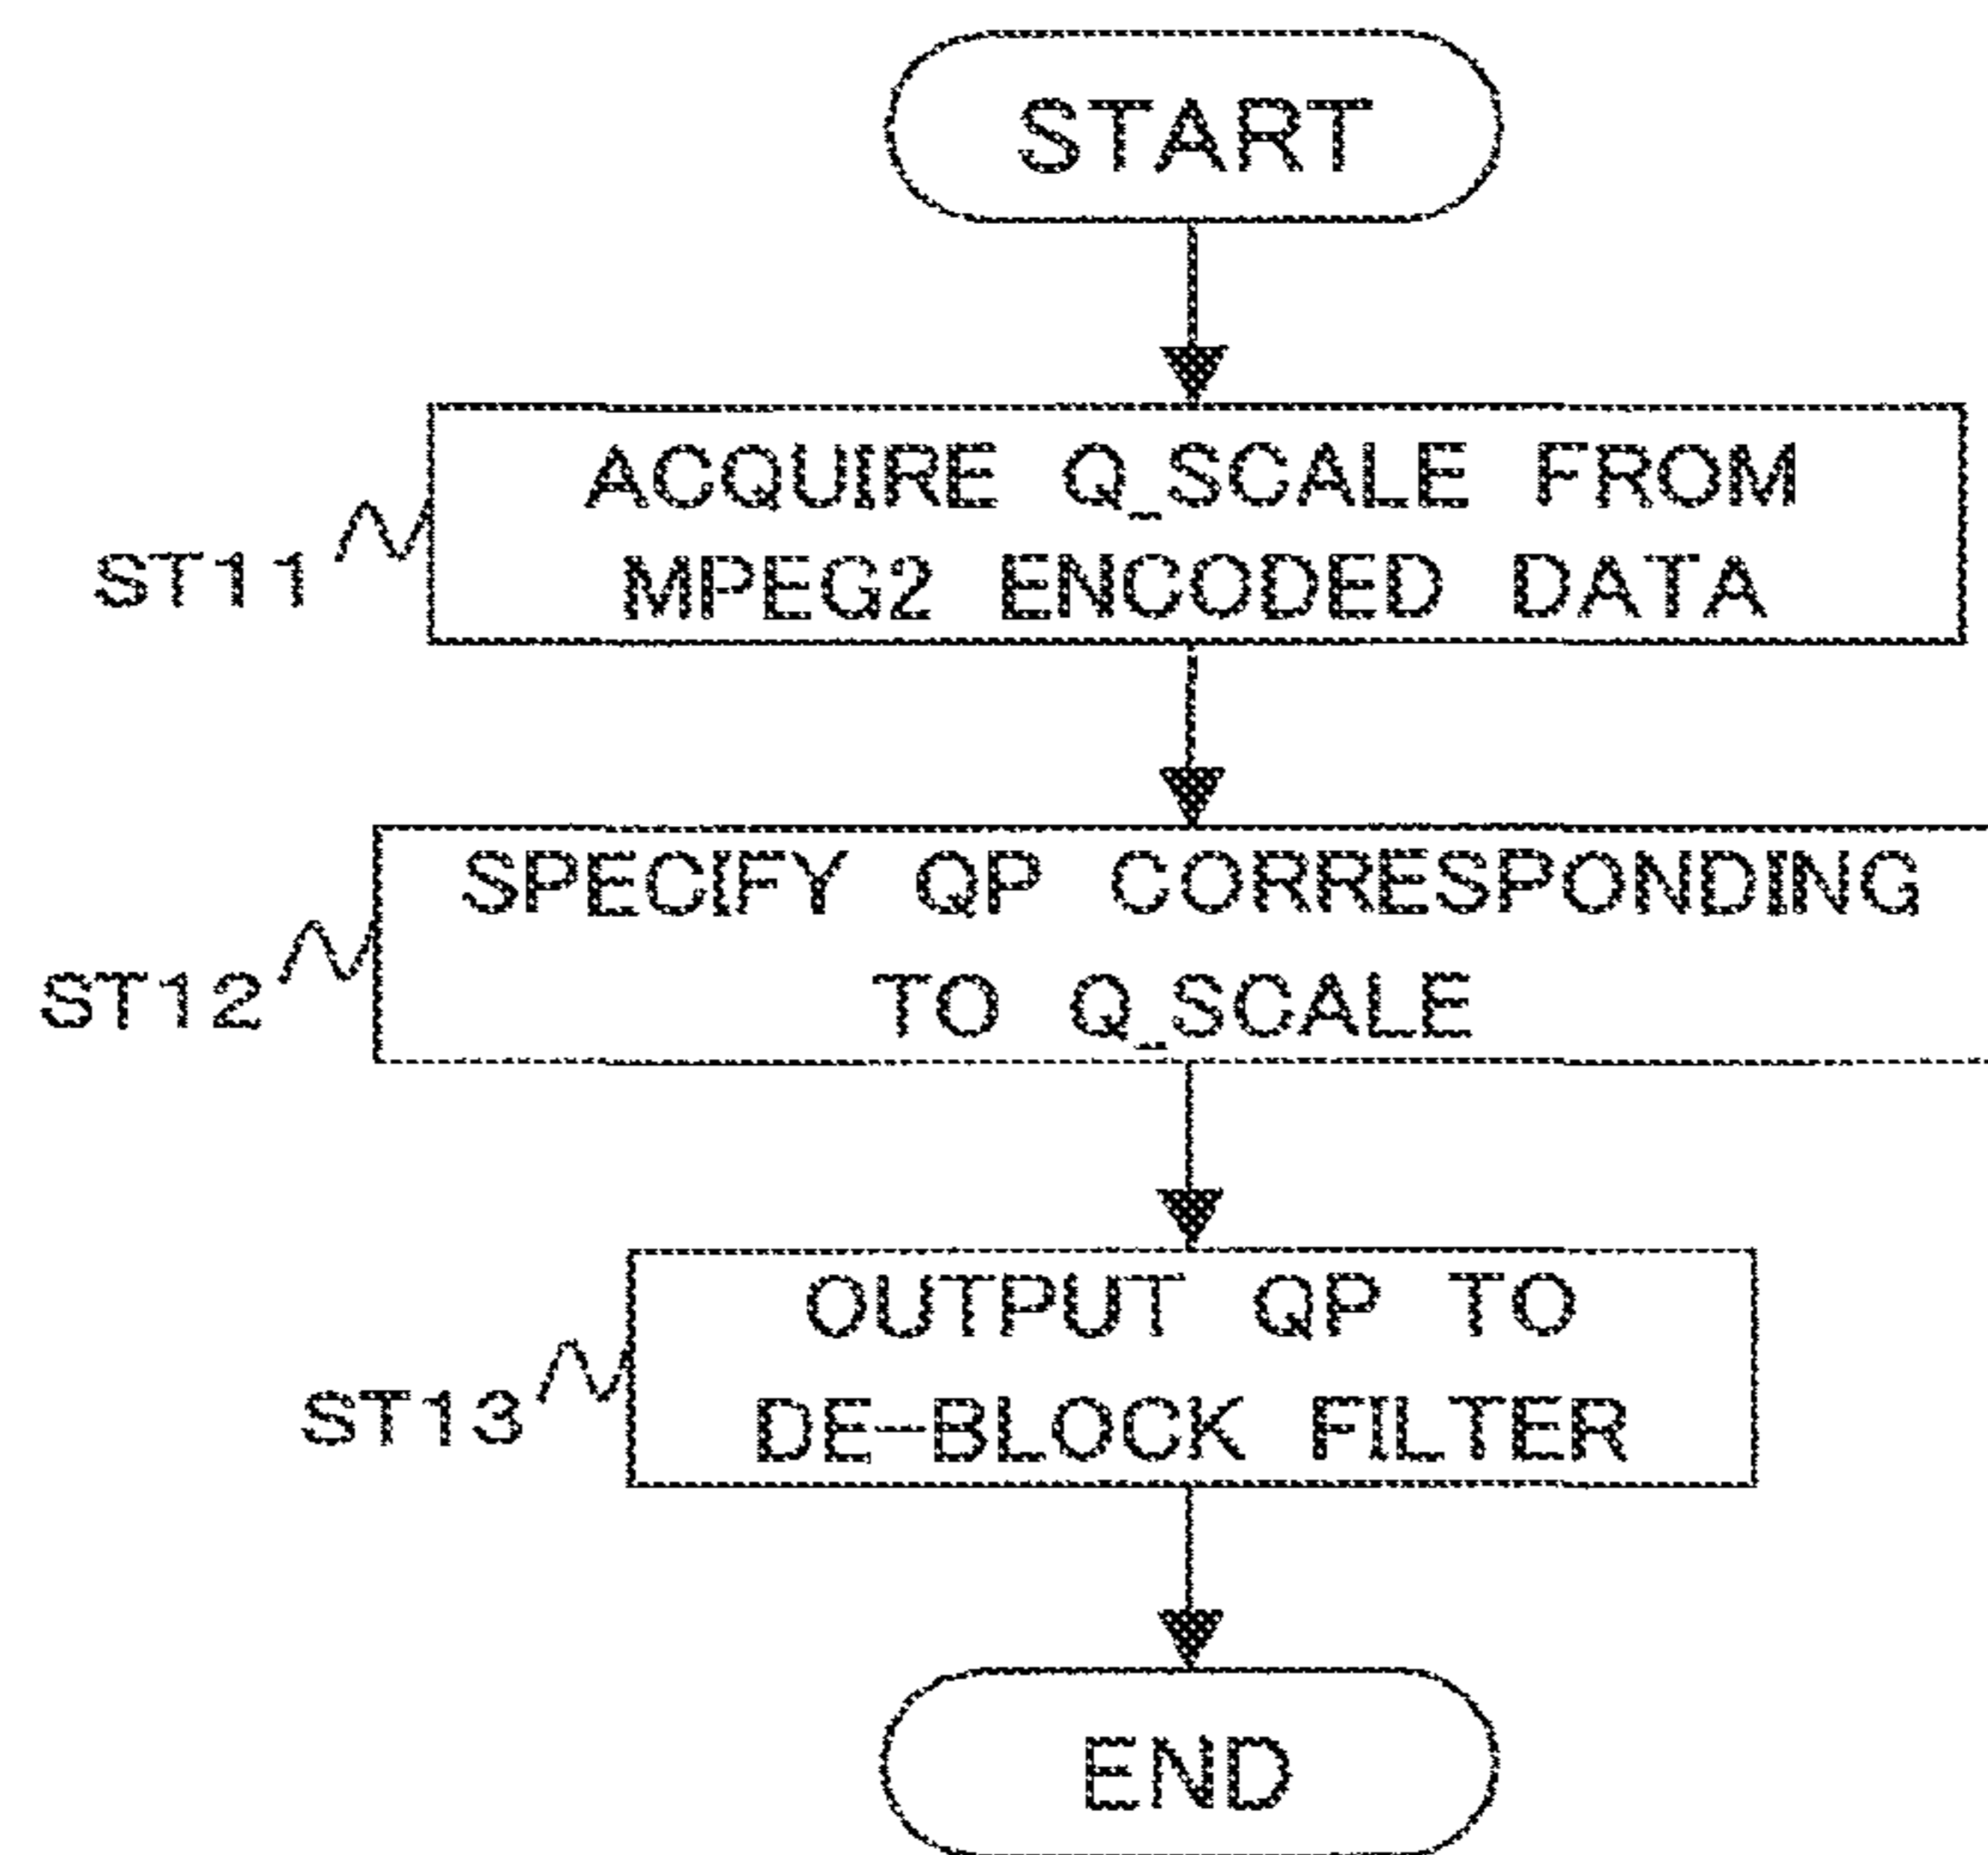 START
ACQUIRE Q_SCALE FROM
MPEG2 ENCODED DATA
ST11
SPECIFY QP CORRESPONDING
TO Q_SCALE
ST12
OUTPUT QP TO
DE-BLOCK FILTER
ST13
END